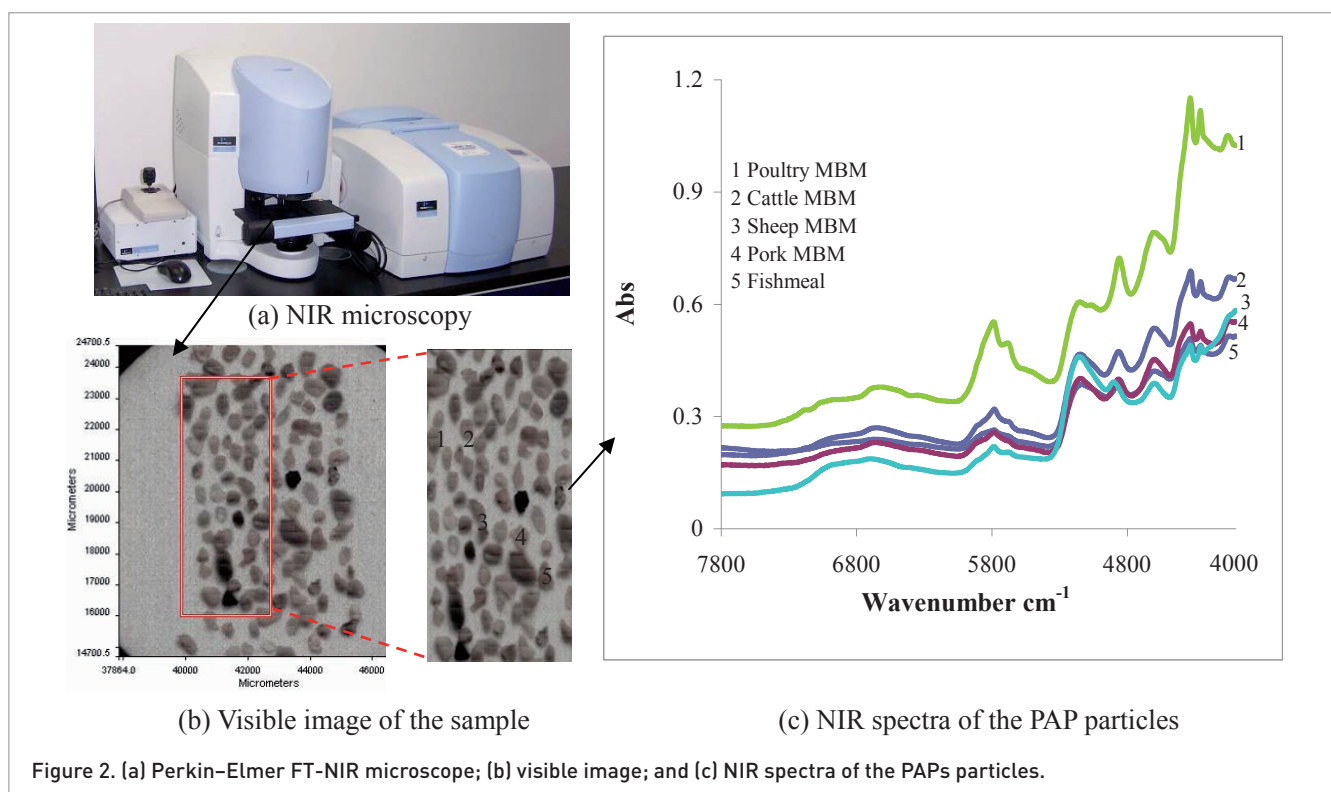 (a) NIR microscopy
24700.5
24000
23000
22000
21000
20000
19000
18000
17000
16000
14700.5
Micrometers
37864.0 40000 42000 44000 46000
Micrometers
1 2
3
4
5
(b) Visible image of the sample
1.2
0.9
0.6
0.3
0
Abs
1 Poultry MBM
2 Cattle MBM
3 Sheep MBM
4 Pork MBM
5 Fishmeal
1
2
3
4
5
7800 6800 5800 4800 4000
Wavenumber cm-1
(c) NIR spectra of the PAP particles
Figure 2. (a) Perkin–Elmer FT-NIR microscope; (b) visible image; and (c) NIR spectra of the PAPs particles.